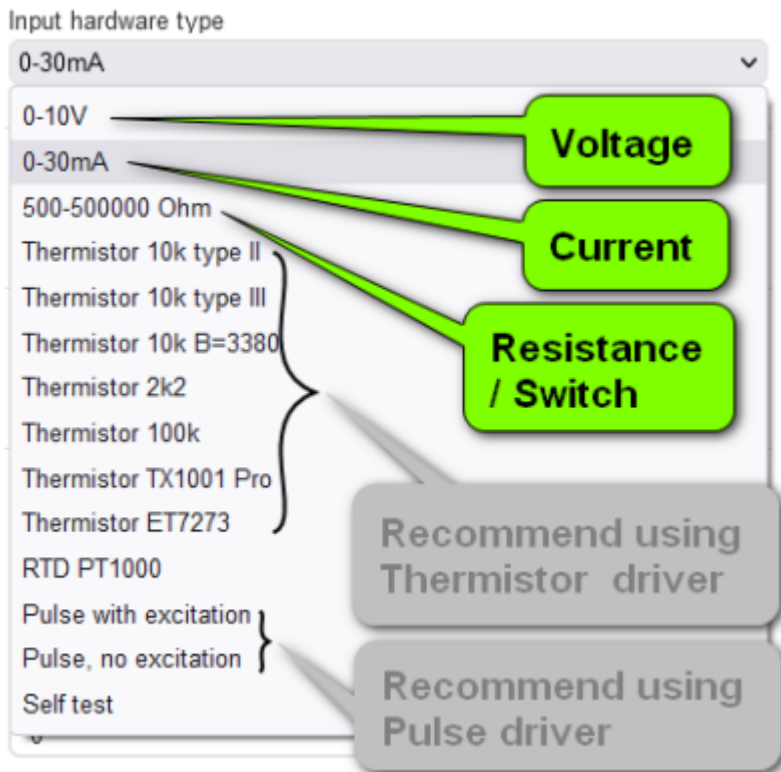 Input hardware type
0-30mA
0-10V
Voltage
0-30mA
Current
500-500000 Ohm
Resistance
/ Switch
Thermistor 10k type II
Thermistor 10k type III
Thermistor 10k B=3380
Thermistor 2k2
Thermistor 100k
Thermistor TX1001 Pro
Thermistor ET7273
Recommend using
Thermistor driver
RTD PT1000
Pulse with excitation
Pulse, no excitation
Recommend using
Pulse driver
Self test